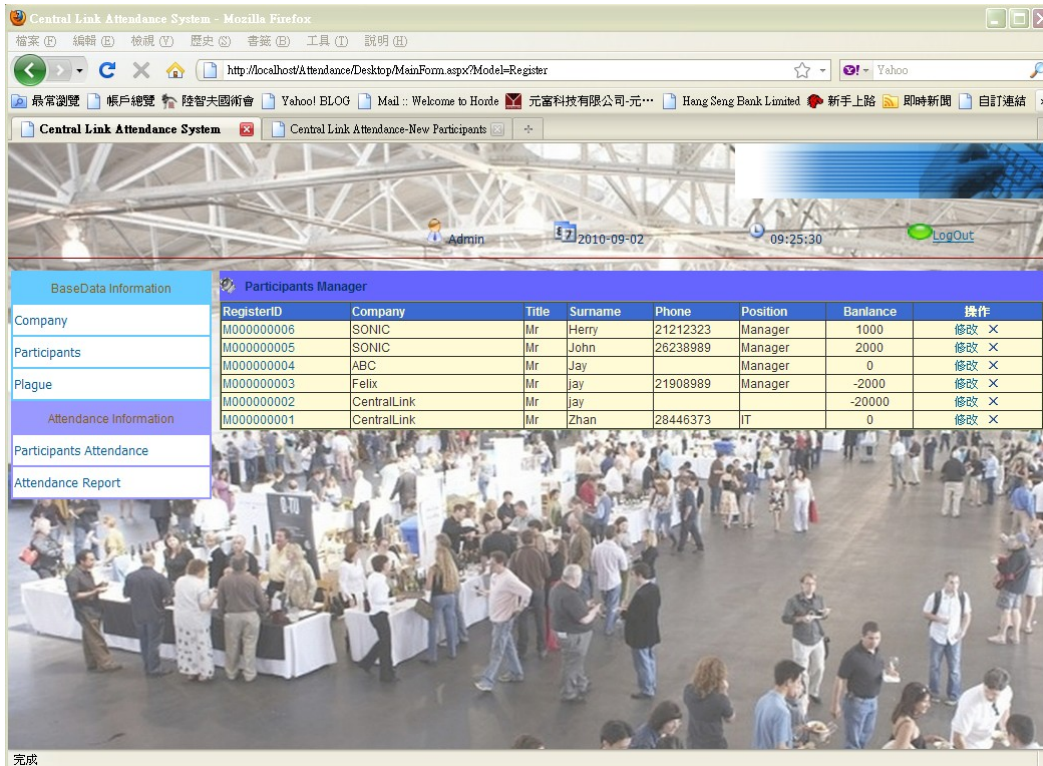 Central Link Attendance System - Mozilla Firefox
檔案(F) 編輯(E) 檢視(V) 歷史(S) 書籤(B) 工具(T) 說明(H)
http://localhost/Attendance/Desktop/MainForm.aspx?Model=Register Yahoo
最常瀏覽 帳戶總覽 陸智夫國術會 Yahoo! BLOG Mail :: Welcome to Horde 元富科技有限公司-元… Hang Seng Bank Limited 新手上路 即時新聞 自訂連結
Central Link Attendance System Central Link Attendance-New Participants
Admin 2010-09-02 09:25:30 LogOut
BaseData Information
Company
Participants
Plague
Attendance Information
Participants Attendance
Attendance Report
Participants Manager
RegisterID Company Title Surname Phone Position Banlance 操作
M000000006 SONIC Mr Herry 21212323 Manager 1000 修改 ✕
M000000005 SONIC Mr John 26238989 Manager 2000 修改 ✕
M000000004 ABC Mr Jay Manager 0 修改 ✕
M000000003 Felix Mr jay 21908989 Manager -2000 修改 ✕
M000000002 CentralLink Mr jay -20000 修改 ✕
M000000001 CentralLink Mr Zhan 28446373 IT 0 修改 ✕
完成